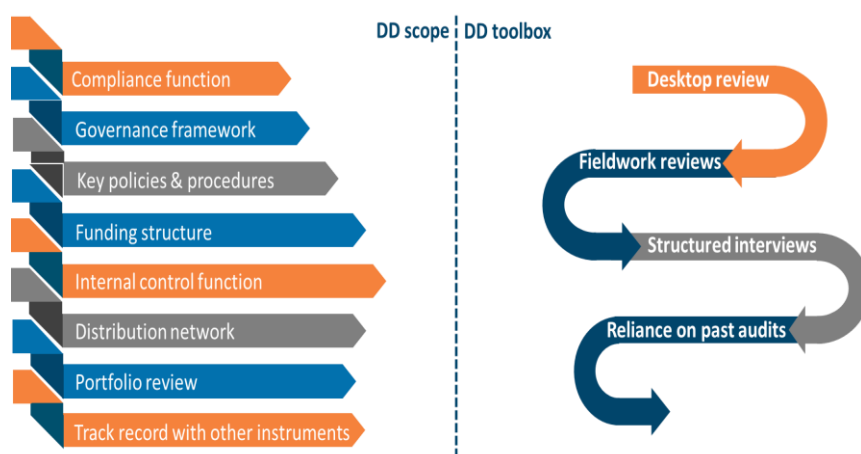 DD scope
DD toolbox
Compliance function
Governance framework
Key policies & procedures
Funding structure
Internal control function
Distribution network
Portfolio review
Track record with other instruments
Desktop review
Fieldwork reviews
Structured interviews
Reliance on past audits